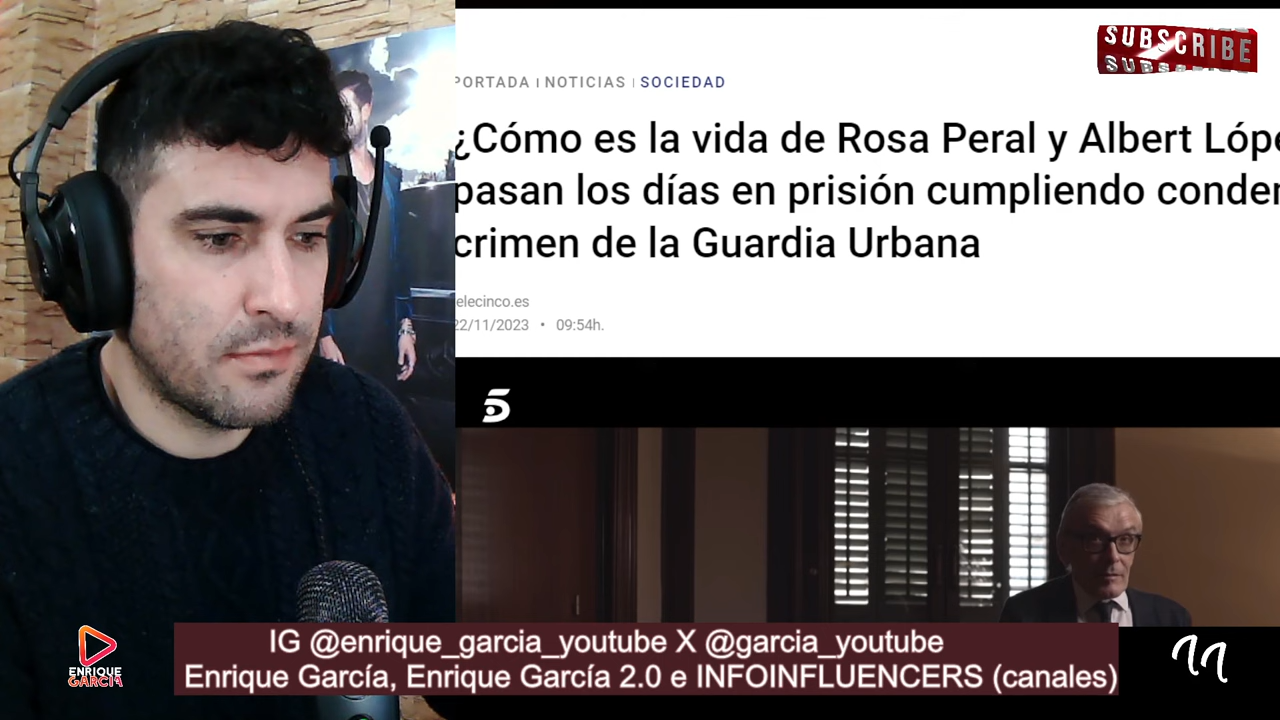 SUBSCRIBE
PORTADA | NOTICIAS | SOCIEDAD
¿Cómo es la vida de Rosa Peral y Albert Lópe
pasan los días en prisión cumpliendo conden
crimen de la Guardia Urbana
elecinco.es
22/11/2023 • 09:54h.
5
IG @enrique_garcia_youtube X @garcia_youtube
Enrique García, Enrique García 2.0 e INFOINFLUENCERS (canales)
ENRIQUE
GARCÍA